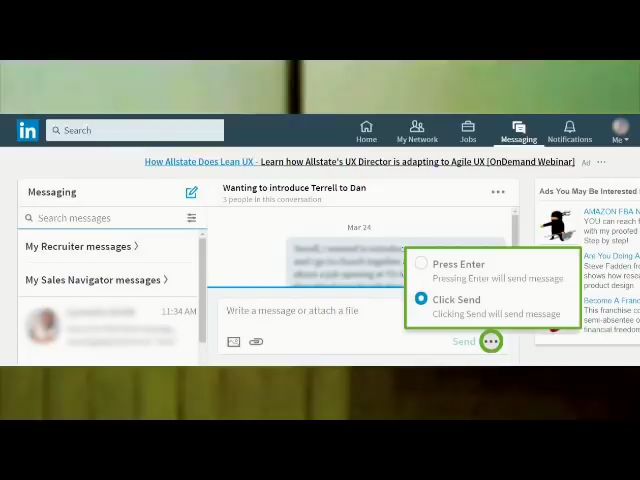 in
Search
Home
My Network
Jobs
Messaging
Notifications
Me
How Allstate Does Lean UX - Learn how Allstate's UX Director is adapting to Agile UX [OnDemand Webinar]
Ad
Messaging
Search messages
My Recruiter messages
My Sales Navigator messages
11:34 AM
Wanting to introduce Terrell to Dan
3 people in this conversation
Mar 24
Write a message or attach a file
Send
Press Enter
Pressing Enter will send message
Click Send
Clicking Send will send message
Ads You May Be Interested
AMAZON FBA N
YOU can reach f
with my proofed
Step by step!
Are You Doing A
Steve Fadden fr
shows how resea
product design
Become A Franc
This franchise co
semi-absentee o
financial freedom